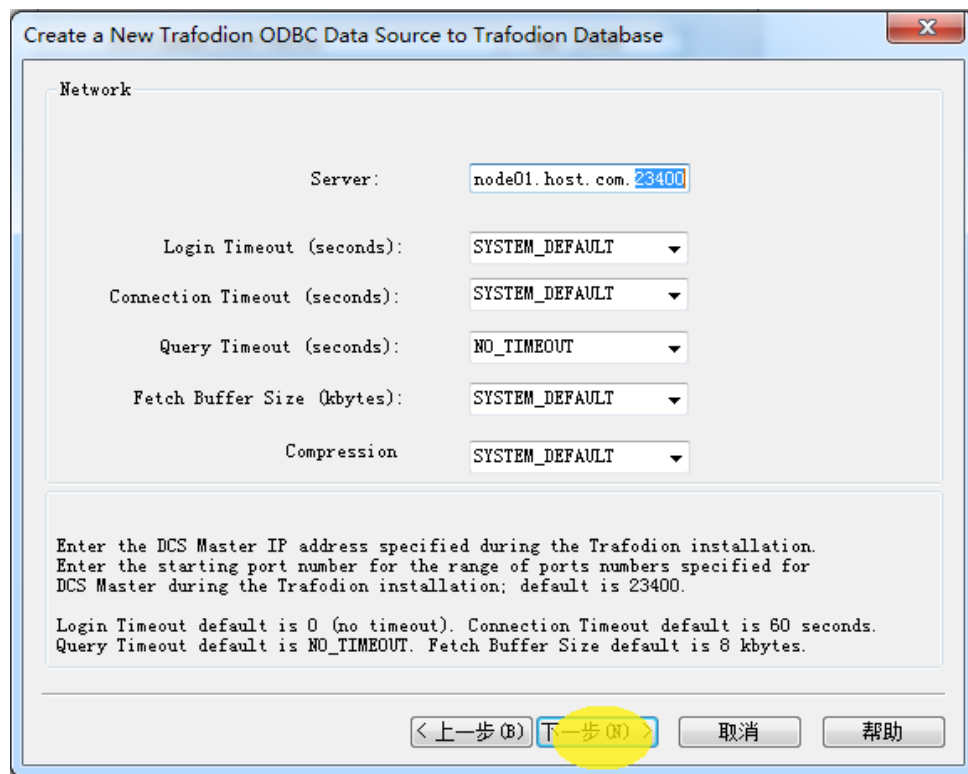 Create a New Trafodion ODBC Data Source to Trafodion Database
Network
Server: node01.host.com.23400
Login Timeout (seconds): SYSTEM_DEFAULT
Connection Timeout (seconds): SYSTEM_DEFAULT
Query Timeout (seconds): NO_TIMEOUT
Fetch Buffer Size (kbytes): SYSTEM_DEFAULT
Compression SYSTEM_DEFAULT
Enter the DCS Master IP address specified during the Trafodion installation.
Enter the starting port number for the range of ports numbers specified for
DCS Master during the Trafodion installation; default is 23400.
Login Timeout default is 0 (no timeout). Connection Timeout default is 60 seconds.
Query Timeout default is NO_TIMEOUT. Fetch Buffer Size default is 8 kbytes.
< 上一步(B) 下一步(N) > 取消 帮助